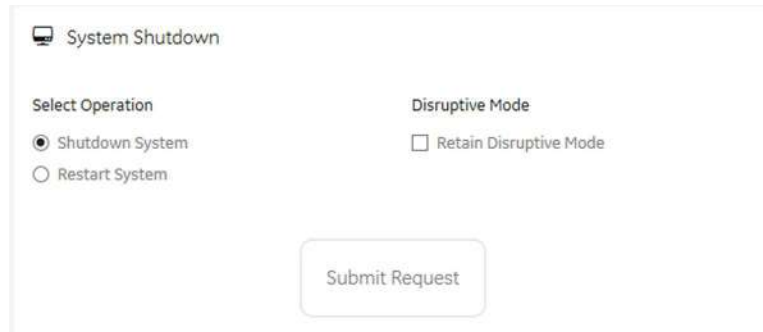 System Shutdown
Select Operation
Disruptive Mode
Shutdown System
Retain Disruptive Mode
Restart System
Submit Request